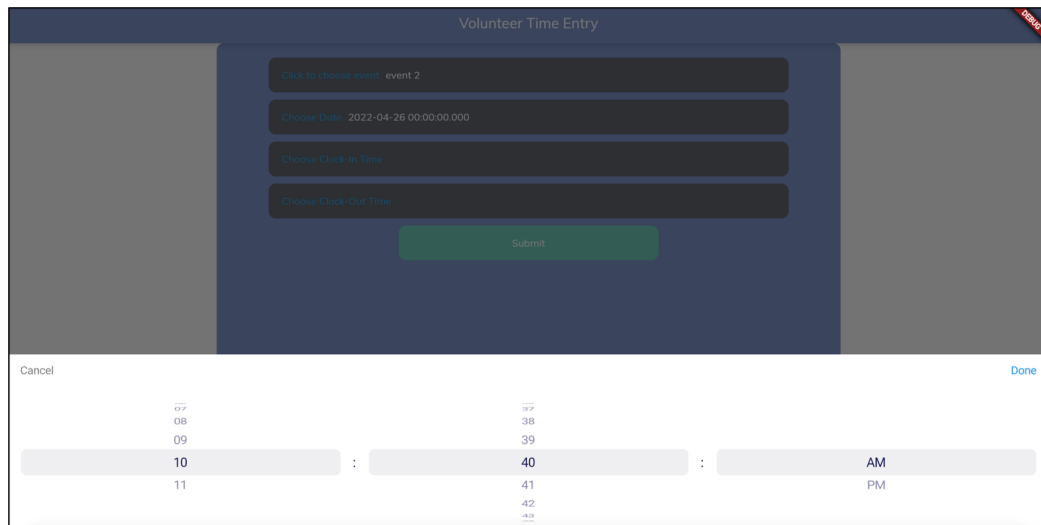 Volunteer Time Entry
DEBUG
Click to choose event event 2
Choose Date 2022-04-26 00:00:00.000
Choose Clock-In Time
Choose Clock-Out Time
Submit
Cancel Done
07 37
08 38
09 39
10 : 40 : AM
11 41 PM
42
43